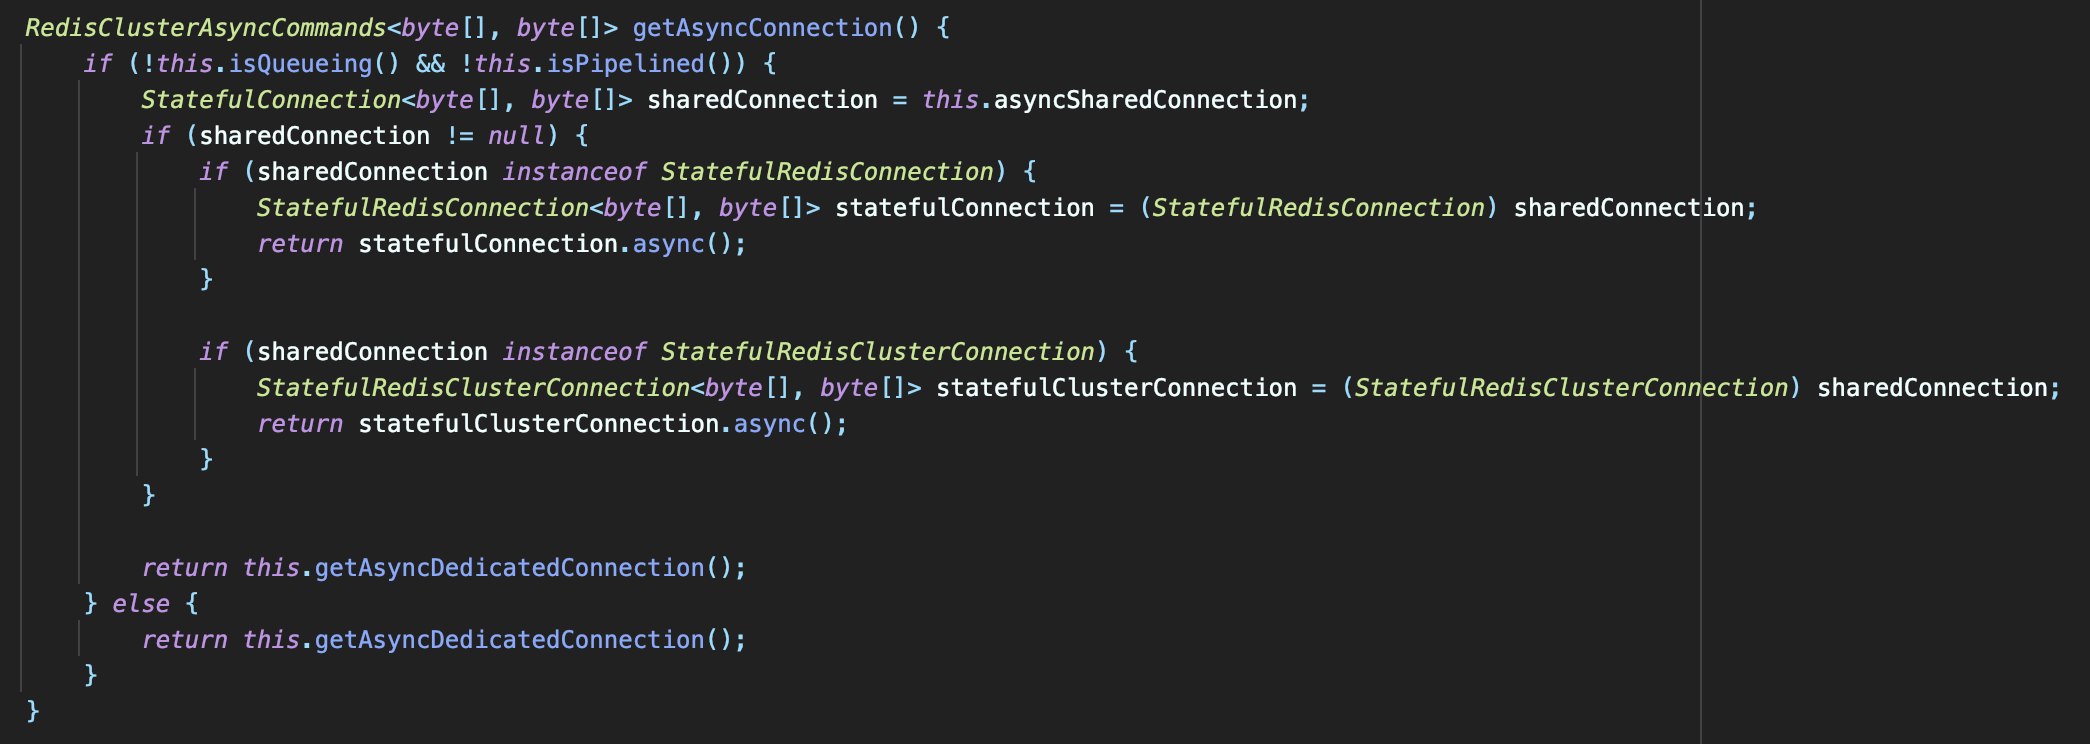 RedisClusterAsyncCommands<byte[], byte[]> getAsyncConnection() {
    if (!this.isQueueing() && !this.isPipelined()) {
        StatefulConnection<byte[], byte[]> sharedConnection = this.asyncSharedConnection;
        if (sharedConnection != null) {
            if (sharedConnection instanceof StatefulRedisConnection) {
                StatefulRedisConnection<byte[], byte[]> statefulConnection = (StatefulRedisConnection) sharedConnection;
                return statefulConnection.async();
            }

            if (sharedConnection instanceof StatefulRedisClusterConnection) {
                StatefulRedisClusterConnection<byte[], byte[]> statefulClusterConnection = (StatefulRedisClusterConnection) sharedConnection;
                return statefulClusterConnection.async();
            }
        }

        return this.getAsyncDedicatedConnection();
    } else {
        return this.getAsyncDedicatedConnection();
    }
}